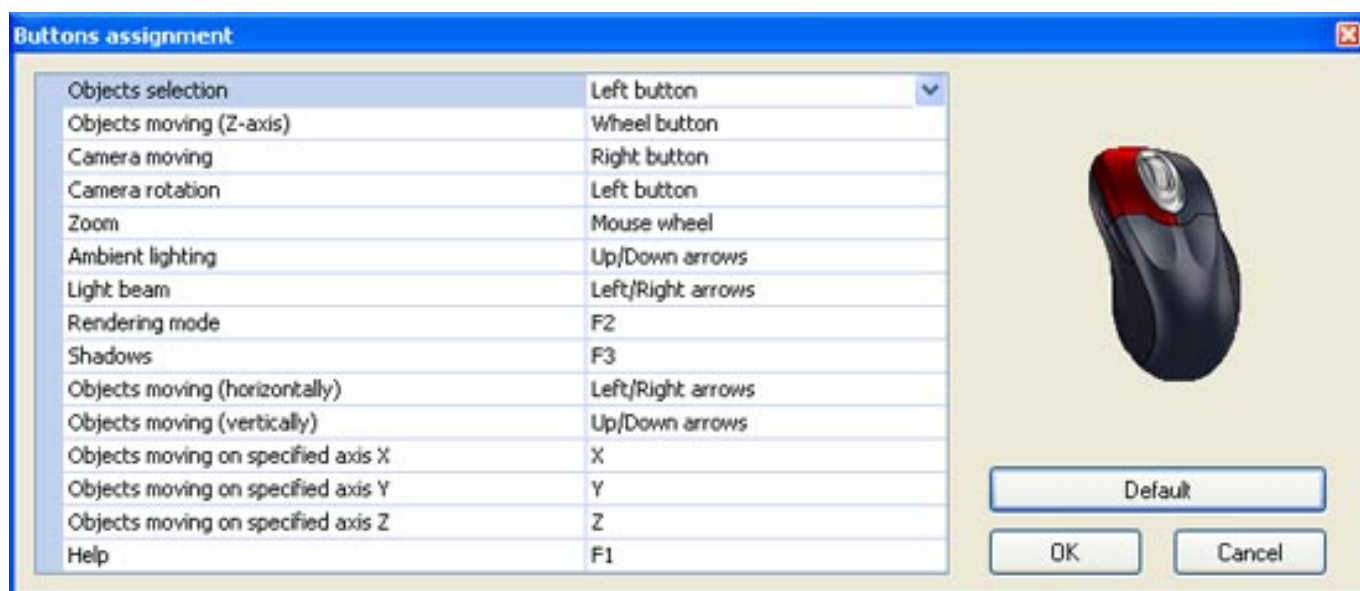 Buttons assignment
Objects selection Left button
Objects moving (Z-axis) Wheel button
Camera moving Right button
Camera rotation Left button
Zoom Mouse wheel
Ambient lighting Up/Down arrows
Light beam Left/Right arrows
Rendering mode F2
Shadows F3
Objects moving (horizontally) Left/Right arrows
Objects moving (vertically) Up/Down arrows
Objects moving on specified axis X X
Objects moving on specified axis Y Y
Objects moving on specified axis Z Z
Help F1
Default
OK Cancel